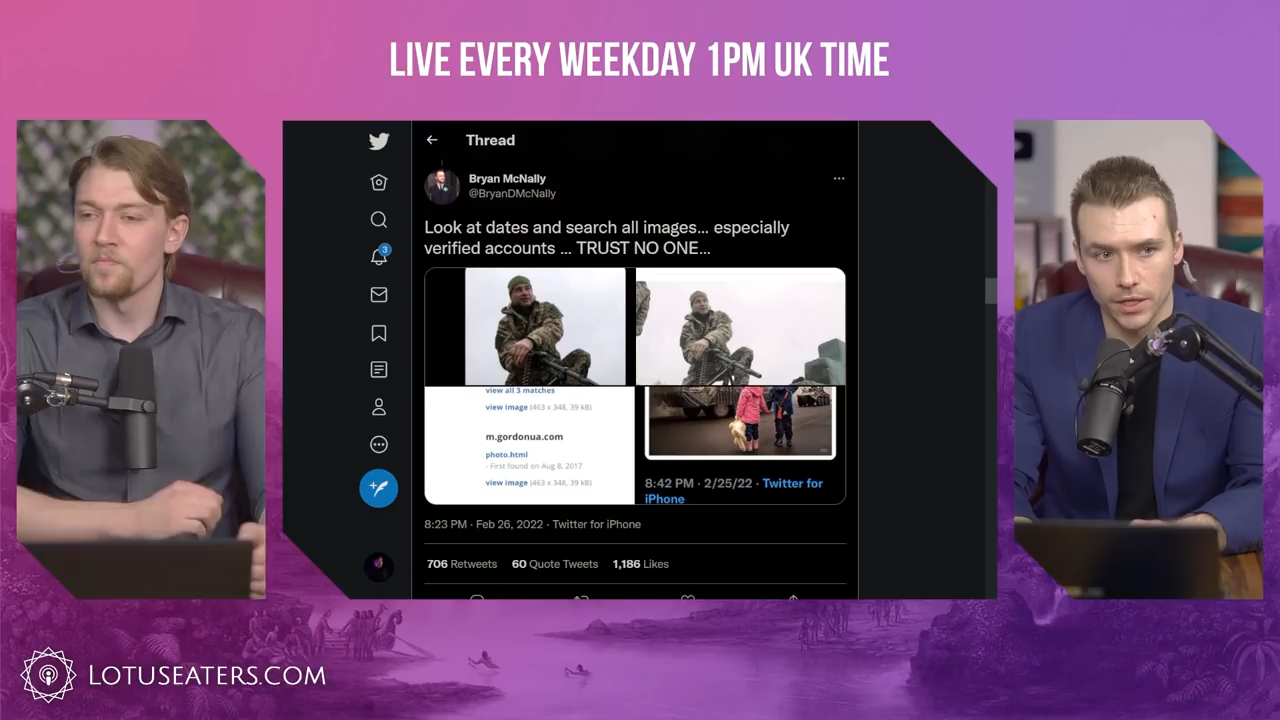 LIVE EVERY WEEKDAY 1PM UK TIME
Thread
Bryan McNally
@BryanDMcNally
Look at dates and search all images... especially
verified accounts ... TRUST NO ONE...
3
view all 3 matches
view image (463 x 348, 39 kB)
m.gordonua.com
photo.html
- First found on Aug 8, 2017
view image (463 x 348, 39 kB)
8:42 PM · 2/25/22 · Twitter for
iPhone
8:23 PM · Feb 26, 2022 · Twitter for iPhone
706 Retweets 60 Quote Tweets 1,186 Likes
LOTUSEATERS.COM